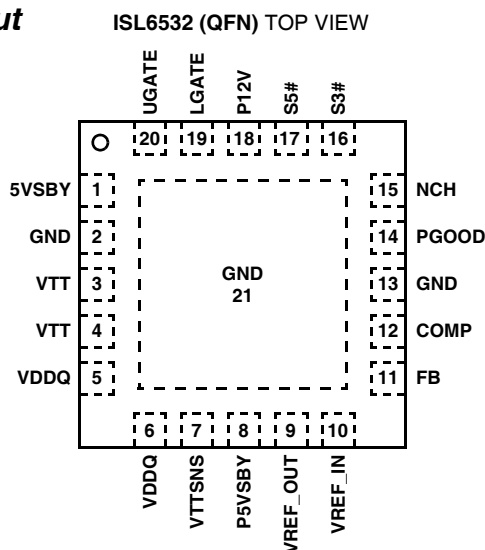 ut
ISL6532 (QFN) TOP VIEW
UGATE
LGATE
P12V
S5#
S3#
20
19
18
17
16
5VSBY 1
15 NCH
GND 2
14 PGOOD
VTT 3
GND
21
13 GND
VTT 4
12 COMP
VDDQ 5
11 FB
6
7
8
9
10
VDDQ
VTTSNS
P5VSBY
VREF_OUT
VREF_IN